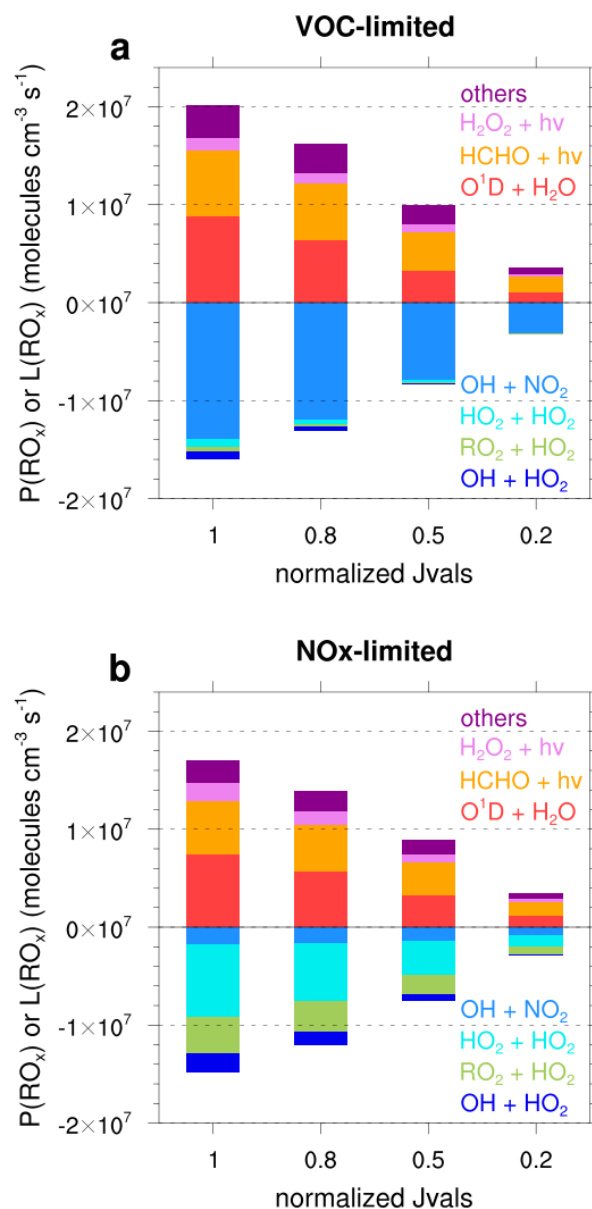 VOC-limited
a
others
H₂O₂ + hv
HCHO + hv
O¹D + H₂O
OH + NO₂
HO₂ + HO₂
RO₂ + HO₂
OH + HO₂
2×10⁷
1×10⁷
0×10⁷
-1×10⁷
-2×10⁷
P(ROₓ) or L(ROₓ) (molecules cm⁻³ s⁻¹)
1 0.8 0.5 0.2
normalized Jvals
NOx-limited
b
others
H₂O₂ + hv
HCHO + hv
O¹D + H₂O
OH + NO₂
HO₂ + HO₂
RO₂ + HO₂
OH + HO₂
2×10⁷
1×10⁷
0×10⁷
-1×10⁷
-2×10⁷
P(ROₓ) or L(ROₓ) (molecules cm⁻³ s⁻¹)
1 0.8 0.5 0.2
normalized Jvals